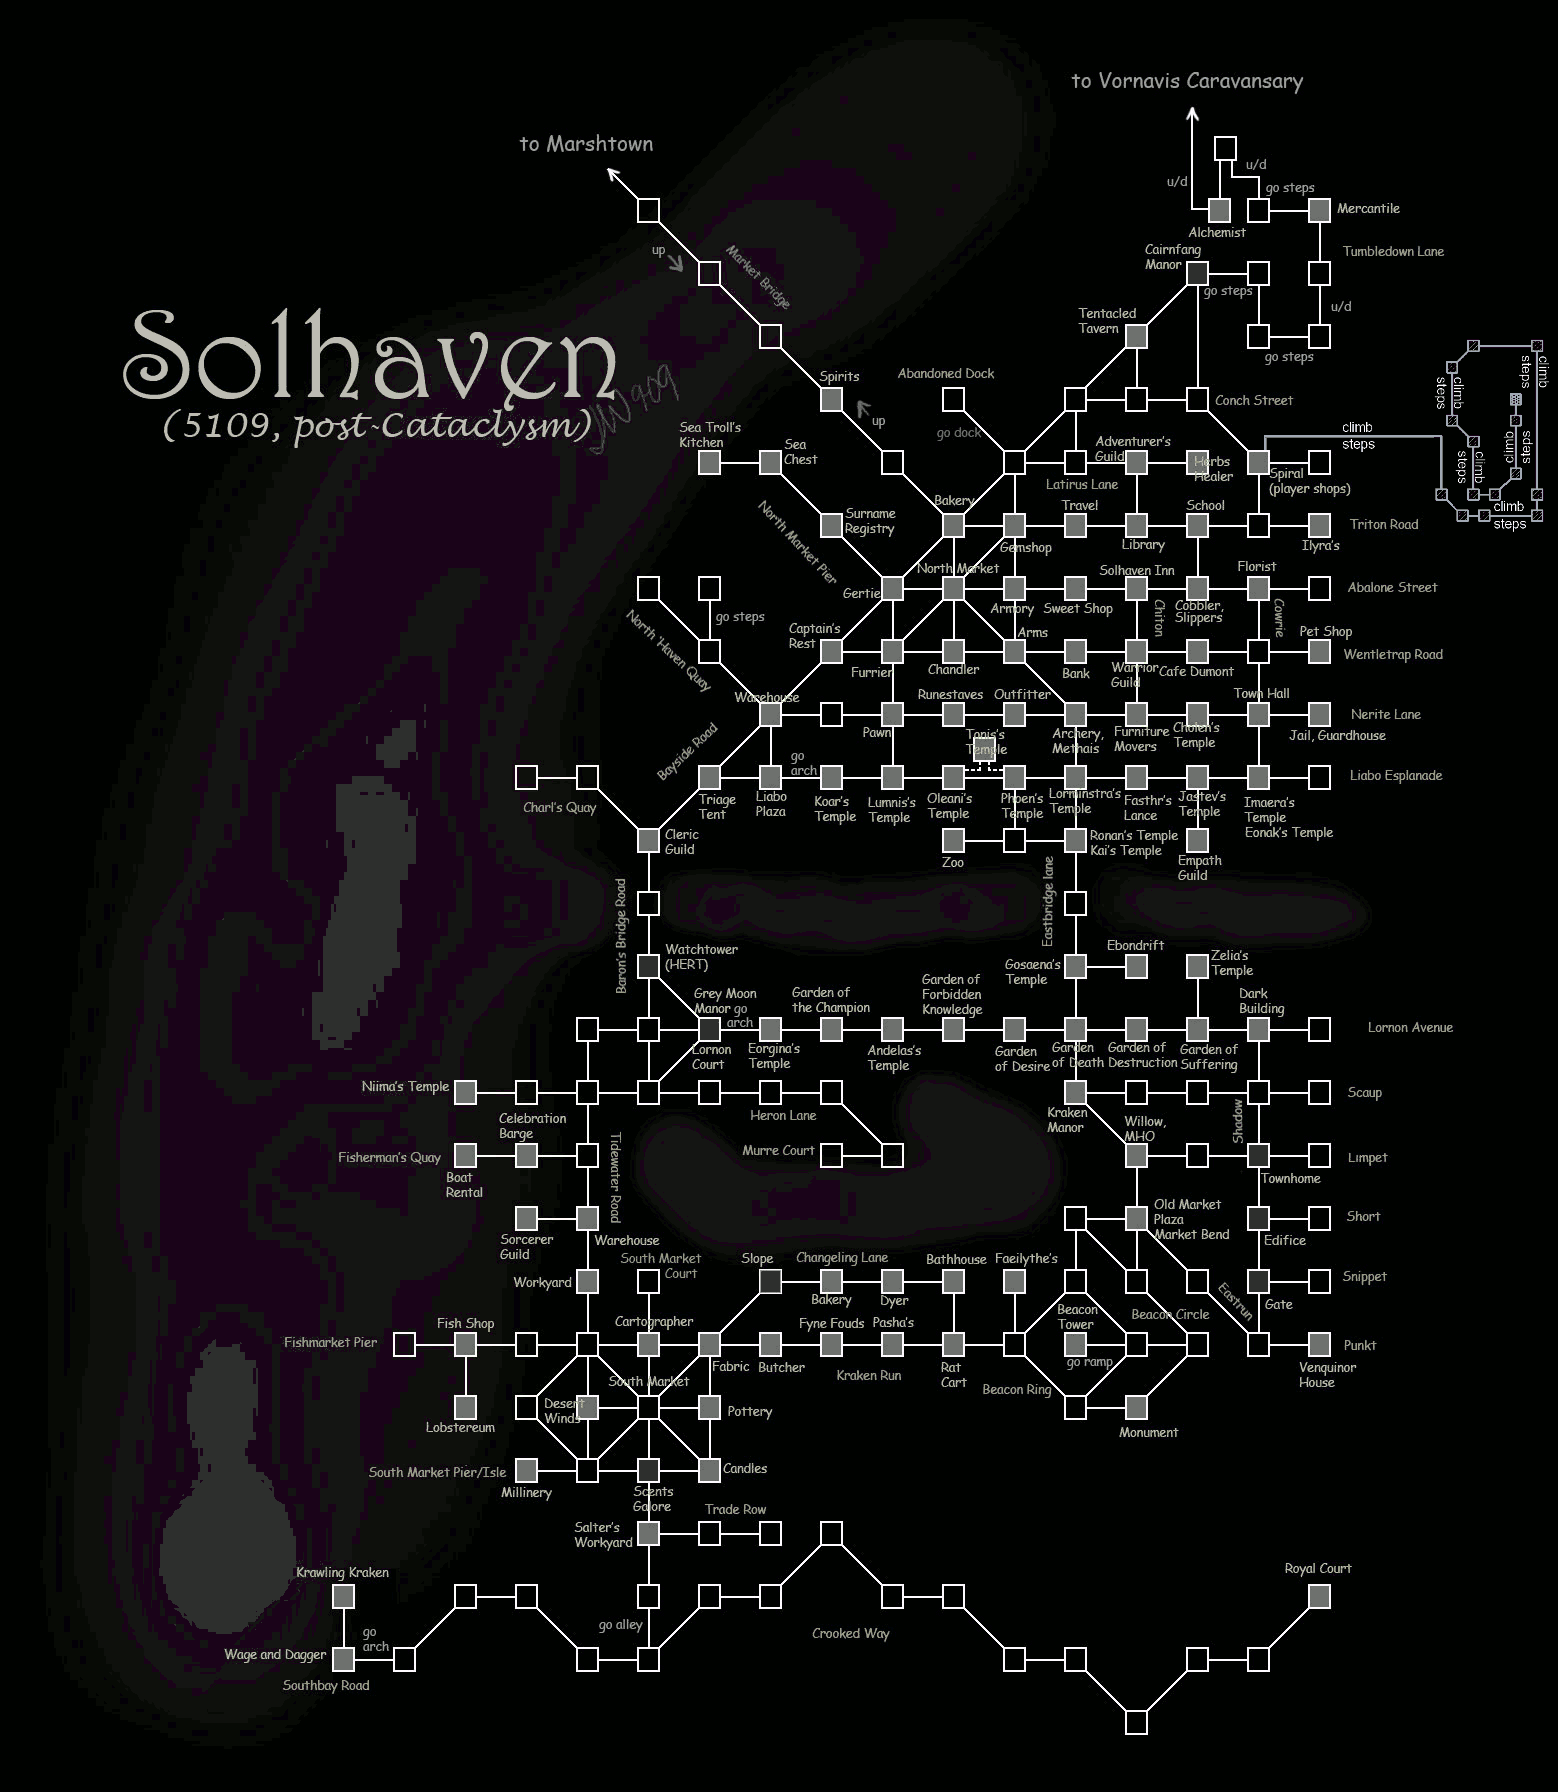 to Vornavis Caravansary
to Marshtown
u/d
u/d
go steps
Mercantile
Alchemist
Cairnfang
Manor
Tumbledown Lane
up
Market Bridge
go steps
u/d
Solhaven
(5109, post-Cataclysm)
JW909
Tentacled
Tavern
go steps
Spirits
Abandoned Dock
Conch Street
up
go dock
climb
steps
climb
steps
climb
steps
climb
steps
climb
steps
climb
steps
Sea Troll's
Kitchen
Sea
Chest
Adventurer's
Guild
Herbs
Healer
Spiral
(player shops)
Latirus Lane
Bakery
Travel
School
North Market Pier
Surname
Registry
Gemshop
Library
Ilyra's
Triton Road
Gertie
North Market
Solhaven Inn
Florist
Abalone Street
Armory
Sweet Shop
Chiton
Cobbler,
Slippers
Cowrie
go steps
North 'Haven Quay
Captain's
Rest
Arms
Pet Shop
Furrier
Chandler
Bank
Warrior
Guild
Cafe Dumont
Wentletrap Road
Warehouse
Runestaves
Outfitter
Town Hall
Nerite Lane
Pawn
Tonis's
Temple
Archery,
Methais
Furniture
Movers
Cholen's
Temple
Jail, Guardhouse
Bayside Road
go
arch
Liabo Esplanade
Charl's Quay
Triage
Tent
Liabo
Plaza
Koar's
Temple
Lumnis's
Temple
Oleani's
Temple
Phoen's
Temple
Lorminstra's
Temple
Fasthr's
Lance
Jastev's
Temple
Imaera's
Temple
Eonak's Temple
Cleric
Guild
Zoo
Ronan's Temple
Kai's Temple
Empath
Guild
Baron's Bridge Road
Eastbridge lane
Watchtower
(HERT)
Gosaena's
Temple
Ebondrift
Zelia's
Temple
Grey Moon
Manor
go
arch
Garden of
the Champion
Garden of
Forbidden
Knowledge
Dark
Building
Lornon Avenue
Lornon
Court
Eorgina's
Temple
Andelas's
Temple
Garden
of Desire
Garden
of Death
Garden of
Destruction
Garden of
Suffering
Niima's Temple
Scaup
Celebration
Barge
Heron Lane
Kraken
Manor
Willow,
MHO
Shadow
Fisherman's Quay
Tidewater Road
Murre Court
Limpet
Boat
Rental
Townhome
Sorcerer
Guild
Warehouse
Old Market
Plaza
Market Bend
Short
Edifice
Workyard
South Market
Court
Slope
Changeling Lane
Bathhouse
Faeilythe's
Snippet
Bakery
Dyer
Eastrun
Gate
Fishmarket Pier
Fish Shop
Cartographer
Fyne Fouds
Pasha's
Beacon
Tower
Beacon Circle
Punkt
Fabric
Butcher
Kraken Run
Rat
Cart
go ramp
Venquinor
House
South Market
Beacon Ring
Desert
Winds
Pottery
Lobstereum
Monument
South Market Pier/Isle
Candles
Millinery
Scents
Galore
Trade Row
Salter's
Workyard
Krawling Kraken
Royal Court
go
arch
go alley
Crooked Way
Wage and Dagger
Southbay Road